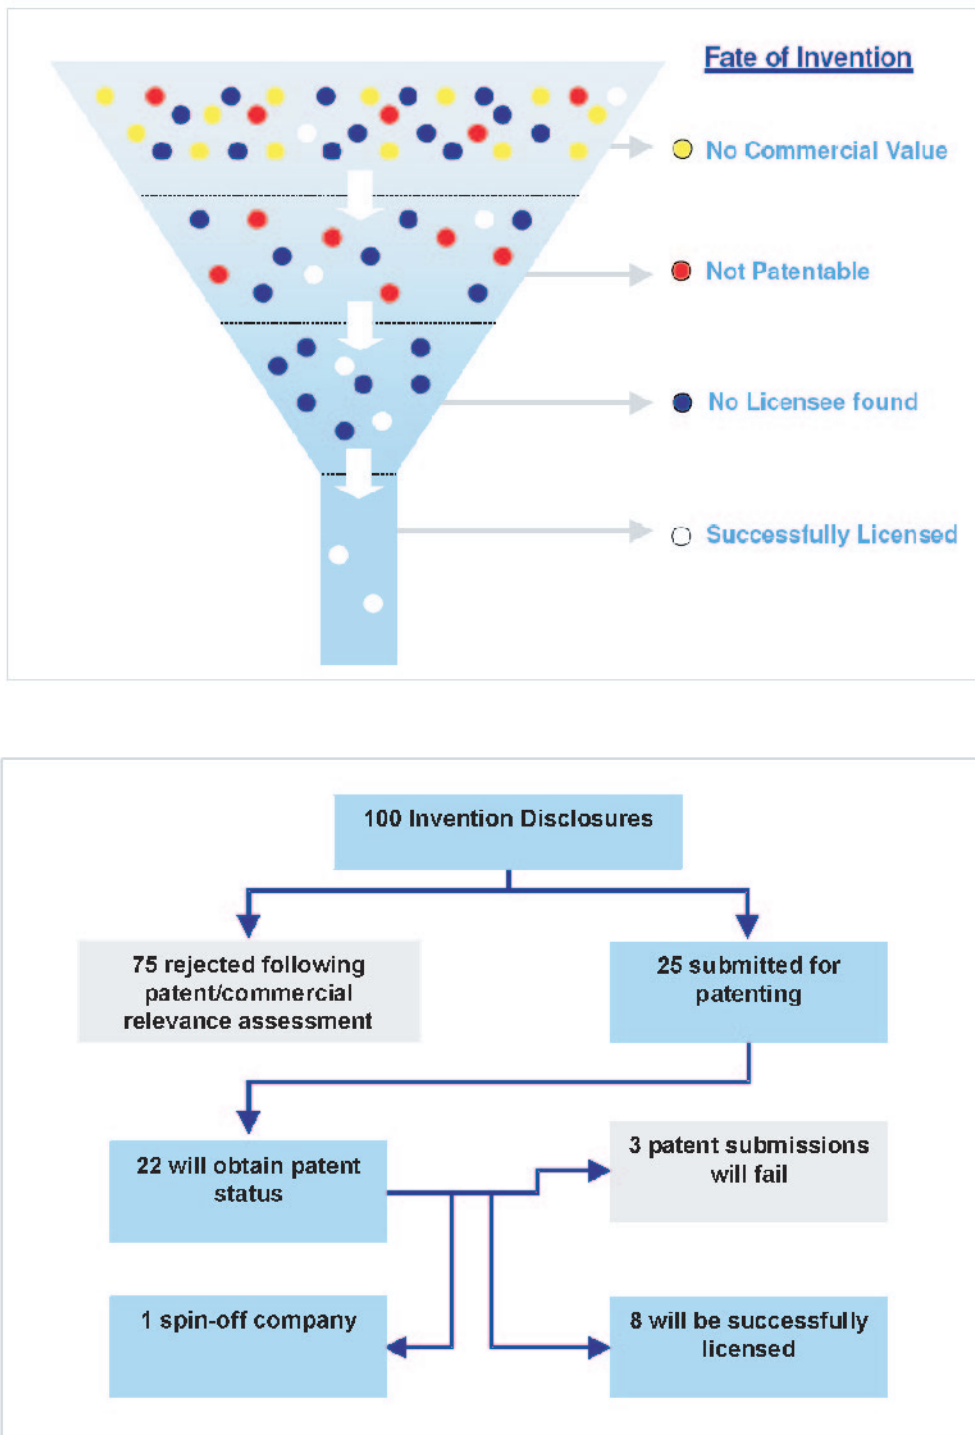 Fate of Invention
No Commercial Value
Not Patentable
No Licensee found
Successfully Licensed
100 Invention Disclosures
75 rejected following
patent/commercial
relevance assessment
25 submitted for
patenting
22 will obtain patent
status
3 patent submissions
will fail
1 spin-off company
8 will be successfully
licensed